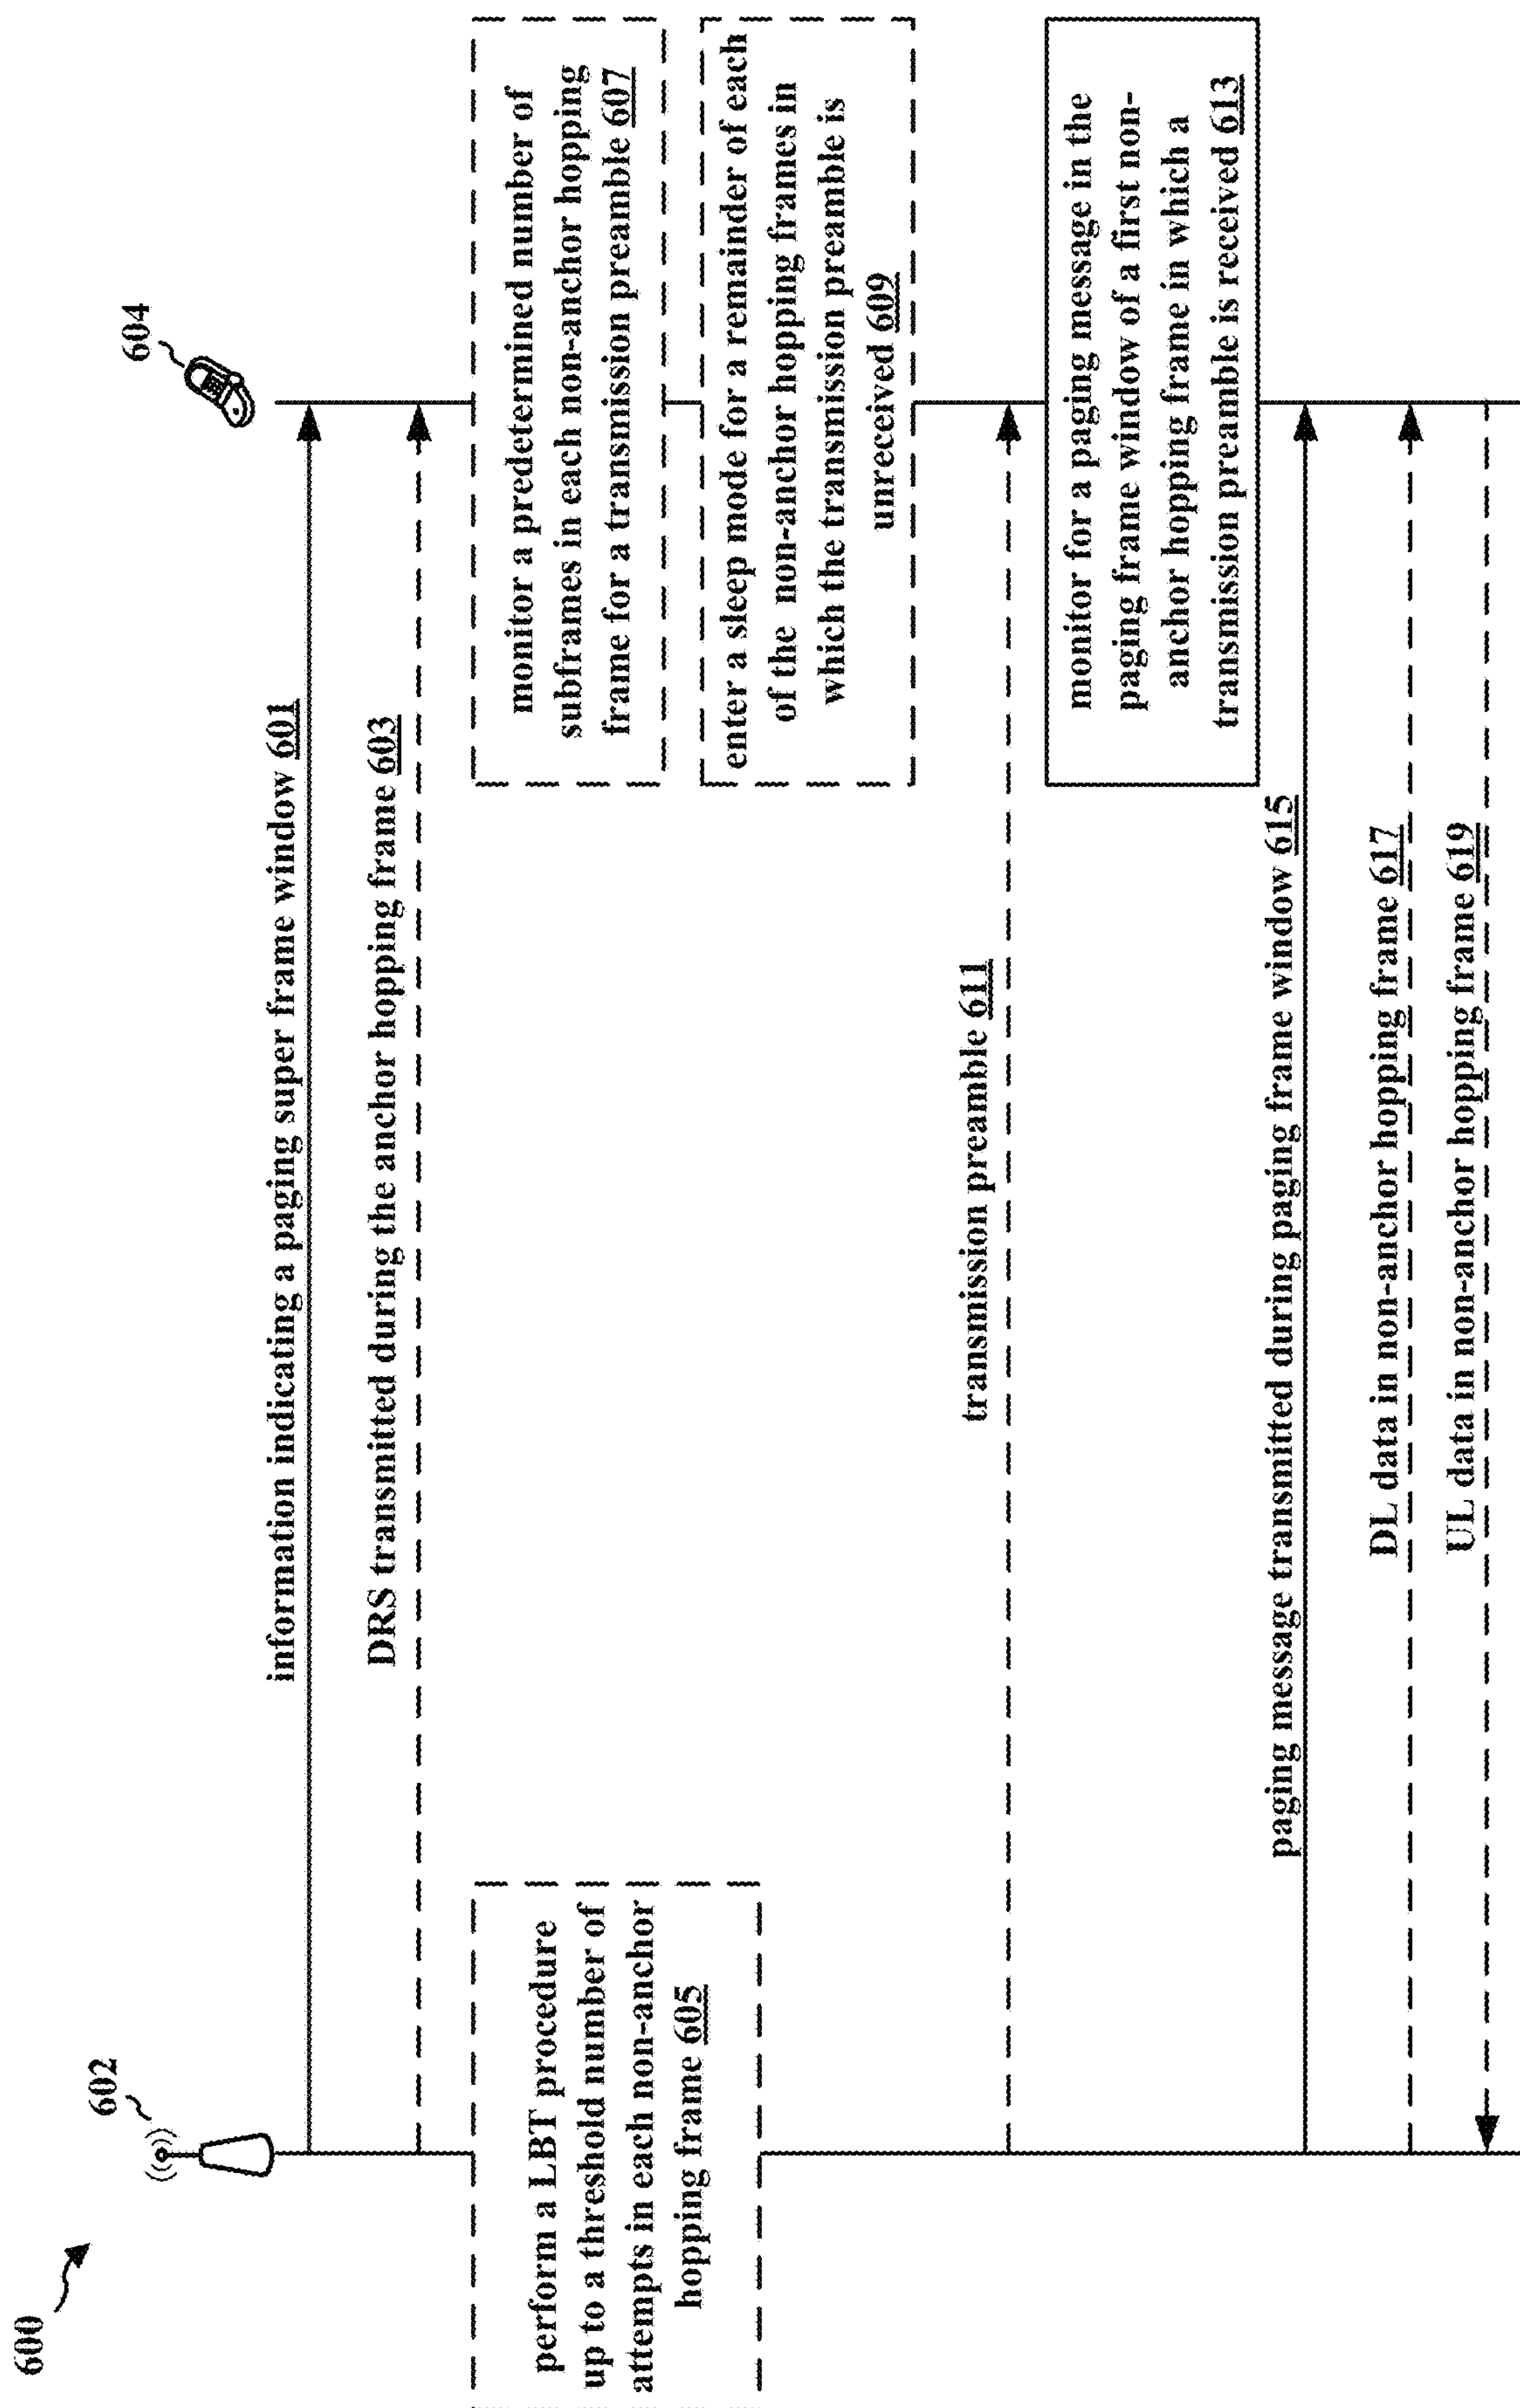 600
602
604
information indicating a paging super frame window 601
DRS transmitted during the anchor hopping frame 603
perform a LBT procedure
up to a threshold number of
attempts in each non-anchor
hopping frame 605
monitor a predetermined number of
subframes in each non-anchor hopping
frame for a transmission preamble 607
enter a sleep mode for a remainder of each
of the non-anchor hopping frames in
which the transmission preamble is
unreceived 609
transmission preamble 611
monitor for a paging message in the
paging frame window of a first non-
anchor hopping frame in which a
transmission preamble is received 613
paging message transmitted during paging frame window 615
DL data in non-anchor hopping frame 617
UL data in non-anchor hopping frame 619